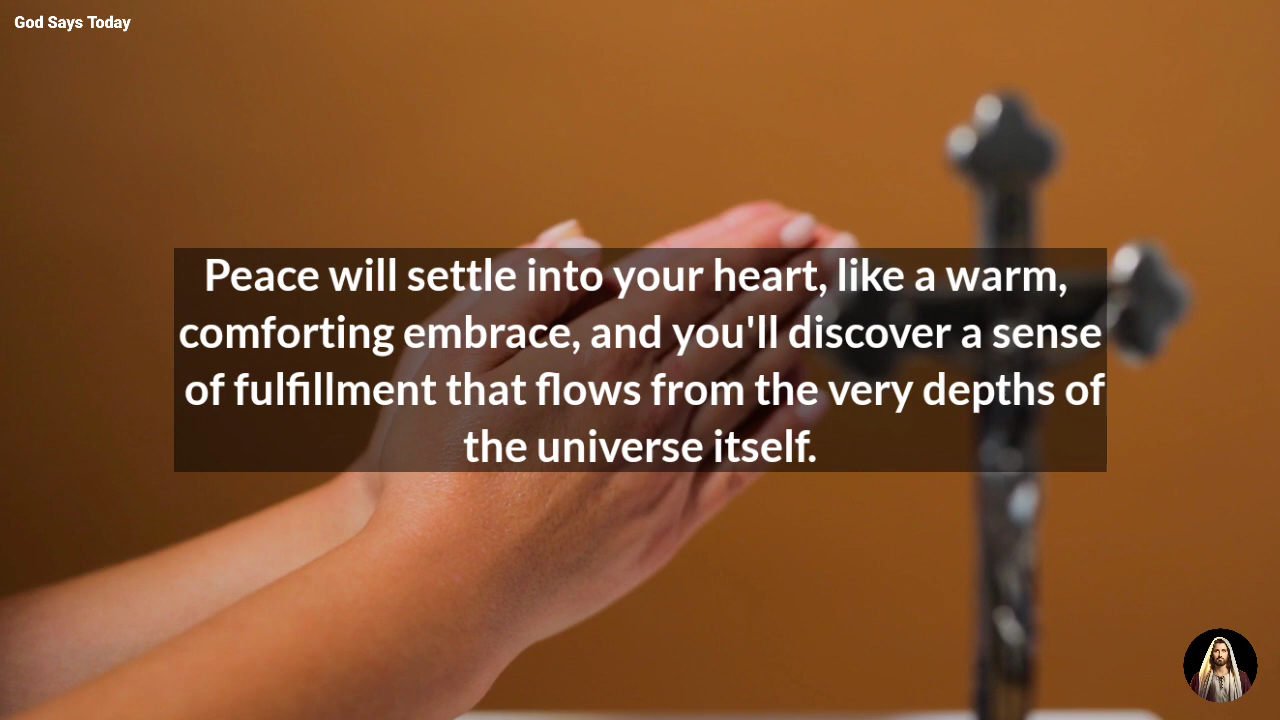 God Says Today
Peace will settle into your heart, like a warm,
comforting embrace, and you'll discover a sense
of fulfillment that flows from the very depths of
the universe itself.